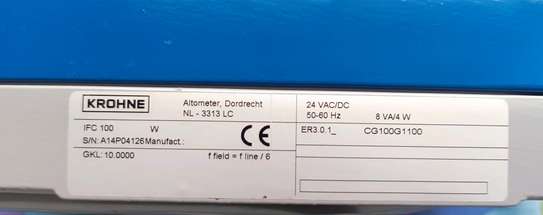 KROHNE
Altometer, Dordrecht
NL - 3313 LC
IFC 100 W
S/N: A14P04126 Manufact.:
GKL: 10.0000
f field = f line / 6
CE
24 VAC/DC
50-60 Hz 8 VA/4 W
ER3.0.1_ CG100G1100